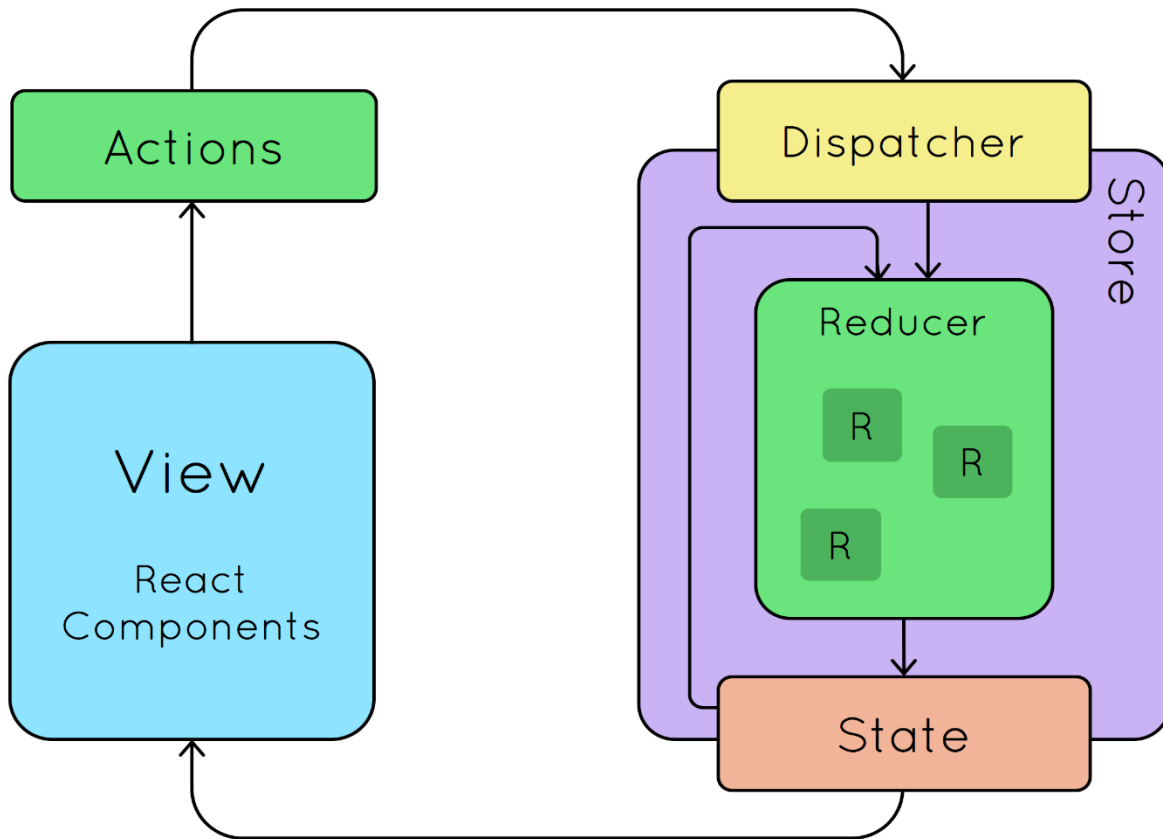 Actions
Dispatcher
Store
Reducer
R
R
R
View
React
Components
State